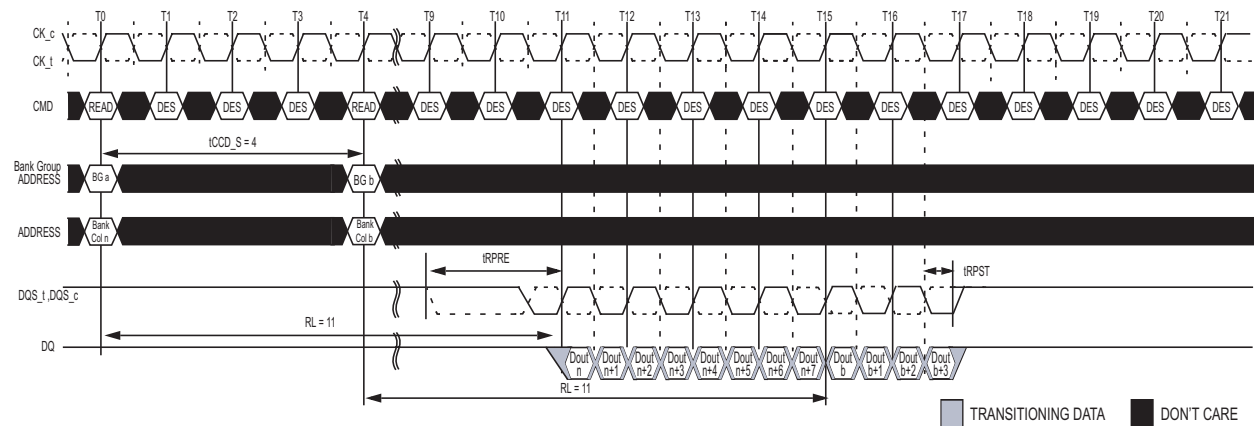 T0 T1 T2 T3 T4 T9 T10 T11 T12 T13 T14 T15 T16 T17 T18 T19 T20 T21
CK_c
CK_t
CMD READ DES DES DES READ DES DES DES DES DES DES DES DES DES DES DES DES DES
tCCD_S = 4
Bank Group
ADDRESS BG a BG b
ADDRESS Bank Col n Bank Col b
tRPRE tRPST
DQS_t ,DQS_c
RL = 11
DQ Dout n Dout n+1 Dout n+2 Dout n+3 Dout n+4 Dout n+5 Dout n+6 Dout n+7 Dout b Dout b+1 Dout b+2 Dout b+3
RL = 11
TRANSITIONING DATA DON'T CARE